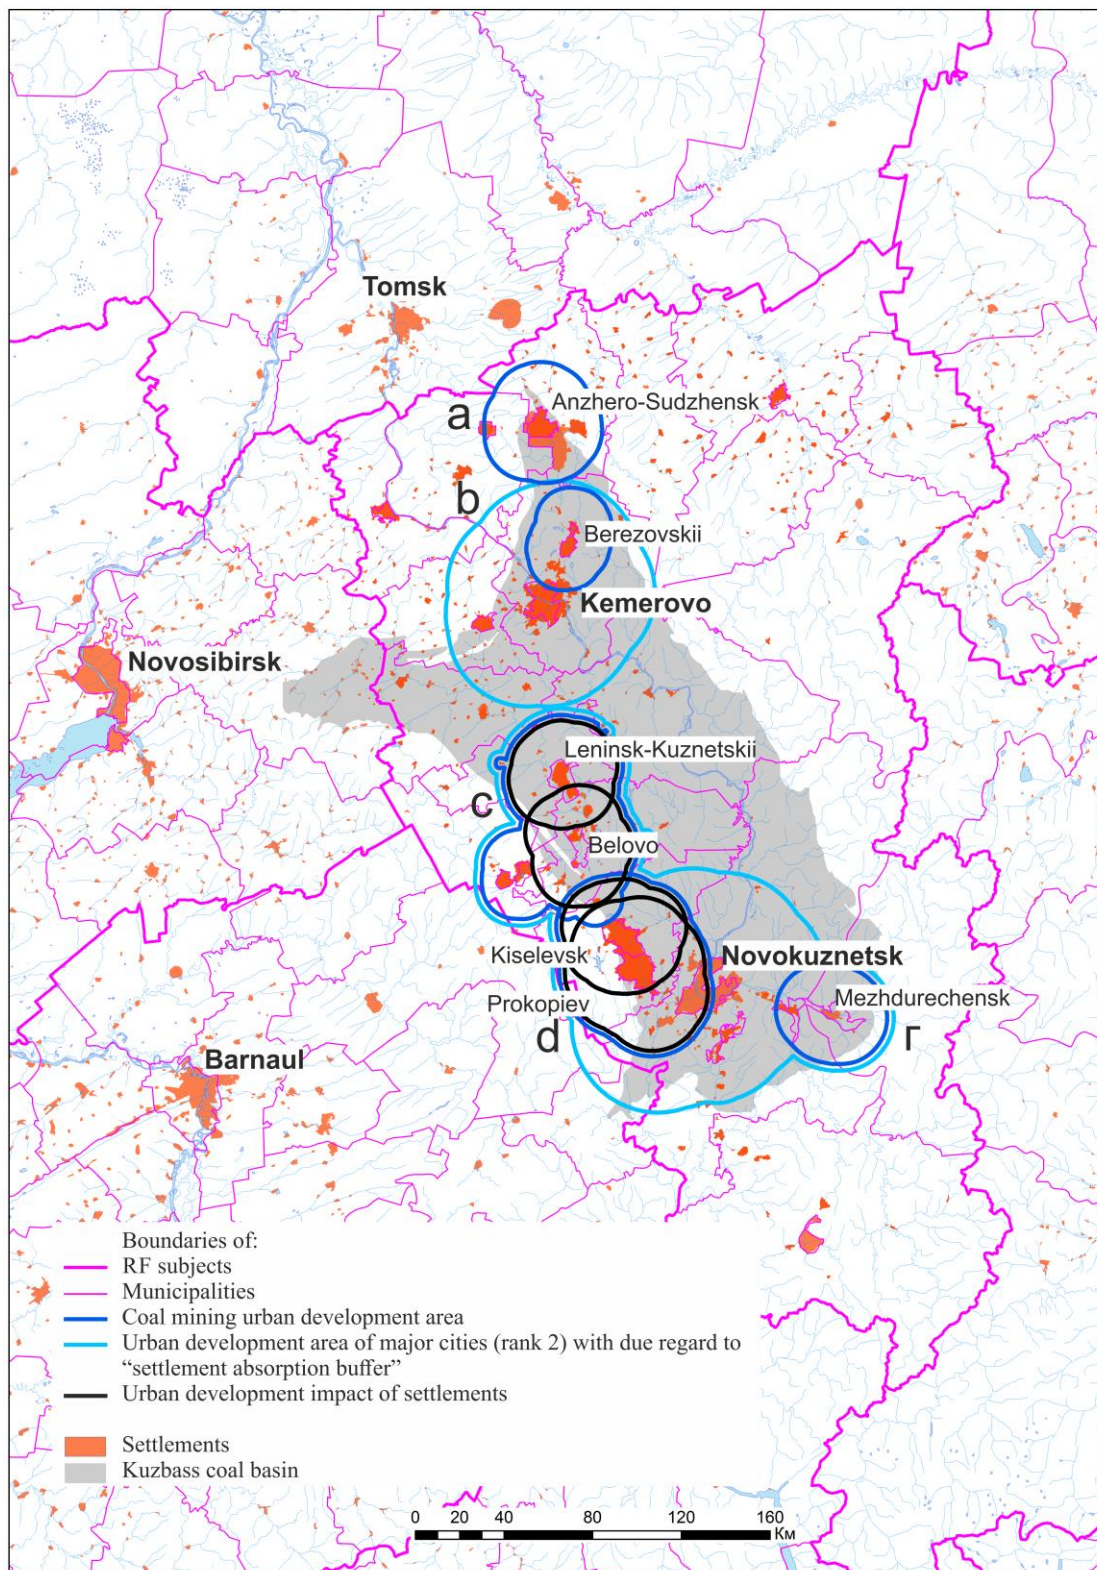 Tomsk
a
Anzhero-Sudzhensk
b
Berezovskii
Kemerovo
Novosibirsk
Leninsk-Kuznetskii
c
Belovo
Kiselevsk
Novokuznetsk
Prokopiev
Mezhdurechensk
d
г
Barnaul
Boundaries of:
RF subjects
Municipalities
Coal mining urban development area
Urban development area of major cities (rank 2) with due regard to
“settlement absorption buffer”
Urban development impact of settlements
Settlements
Kuzbass coal basin
0 20 40 80 120 160
Км